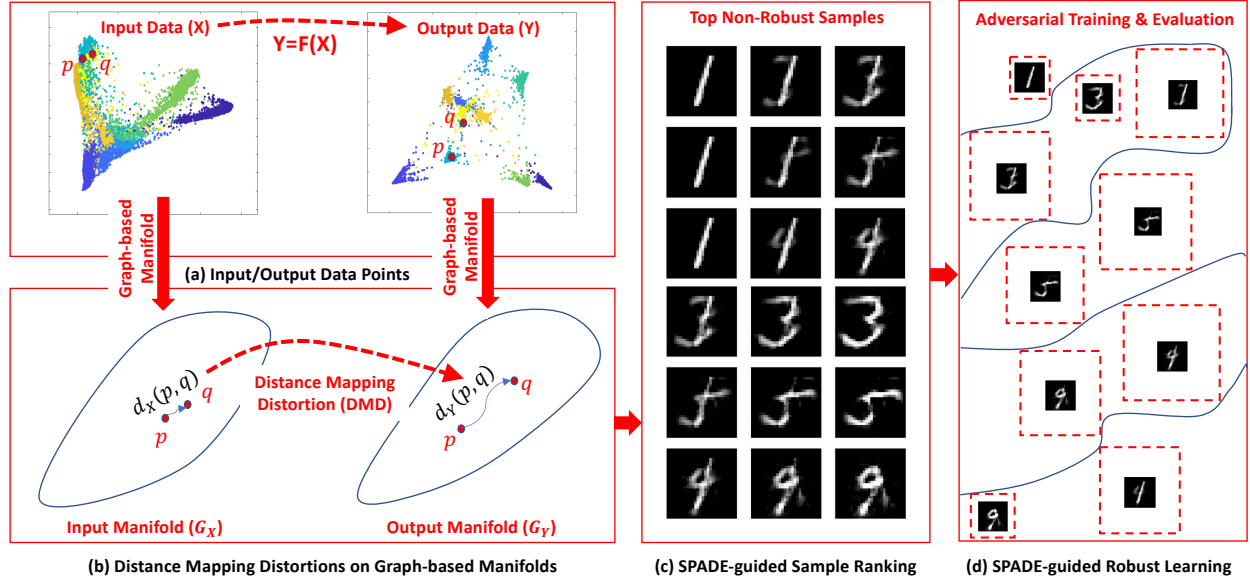 Input Data (X)
Y=F(X)
Output Data (Y)
p
q
q
p
Graph-based
Manifold
Graph-based
Manifold
(a) Input/Output Data Points
d_X(p,q)
q
p
Distance Mapping
Distortion (DMD)
d_Y(p,q)
q
p
Input Manifold (G_X)
Output Manifold (G_Y)
(b) Distance Mapping Distortions on Graph-based Manifolds
Top Non-Robust Samples
(c) SPADE-guided Sample Ranking
Adversarial Training & Evaluation
(d) SPADE-guided Robust Learning